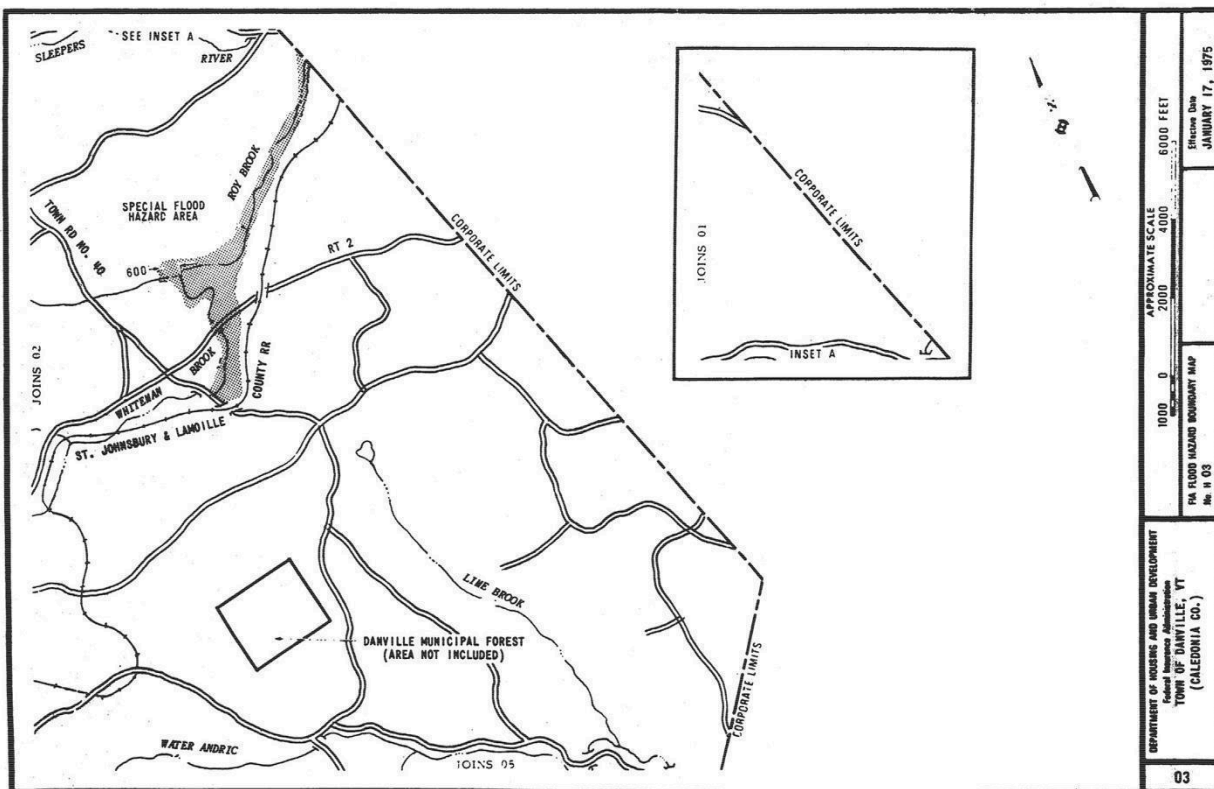 SLEEPERS
SEE INSET A
RIVER
ROY BROOK
SPECIAL FLOOD
HAZARD AREA
TOWN RD NO. 40
600
RT 2
CORPORATE LIMITS
JOINS 02
WHITEMAN
BROOK
COUNTY RR
ST. JOHNSBURY & LAMOILLE
LIME BROOK
DANVILLE MUNICIPAL FOREST
(AREA NOT INCLUDED)
CORPORATE LIMITS
WATER ANDRIC
JOINS 05
JOINS 01
CORPORATE LIMITS
INSET A
N
APPROXIMATE SCALE
1000 0 2000 4000 6000 FEET
Effective Date
JANUARY 17, 1975
FIA FLOOD HAZARD BOUNDARY MAP
No. H 03
DEPARTMENT OF HOUSING AND URBAN DEVELOPMENT
Federal Insurance Administration
TOWN OF DANVILLE, VT
(CALEDONIA CO.)
03